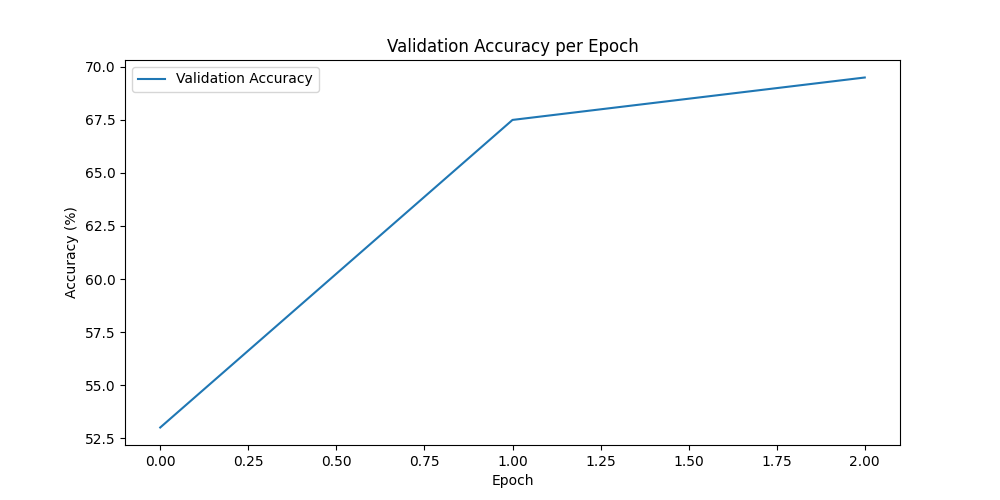 Validation Accuracy per Epoch
Validation Accuracy
70.0
67.5
65.0
62.5
60.0
57.5
55.0
52.5
Accuracy (%)
0.00 0.25 0.50 0.75 1.00 1.25 1.50 1.75 2.00
Epoch